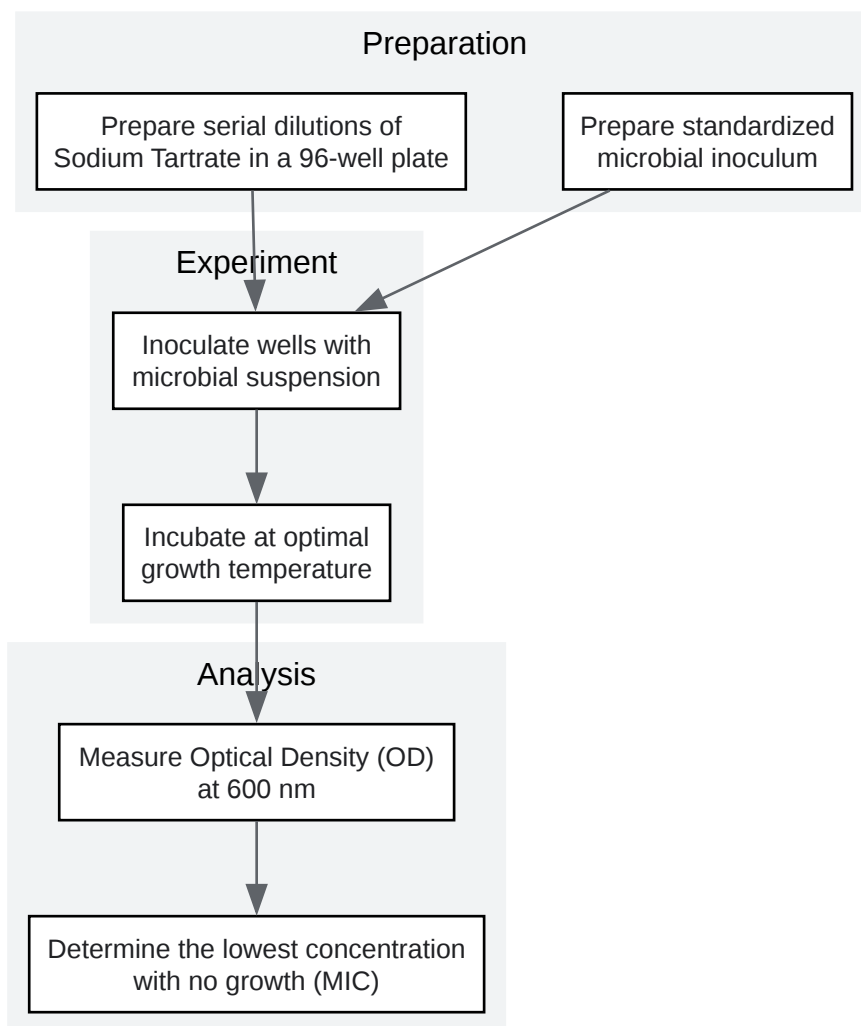 Preparation
Prepare serial dilutions of
Sodium Tartrate in a 96-well plate
Prepare standardized
microbial inoculum
Experiment
Inoculate wells with
microbial suspension
Incubate at optimal
growth temperature
Analysis
Measure Optical Density (OD)
at 600 nm
Determine the lowest concentration
with no growth (MIC)